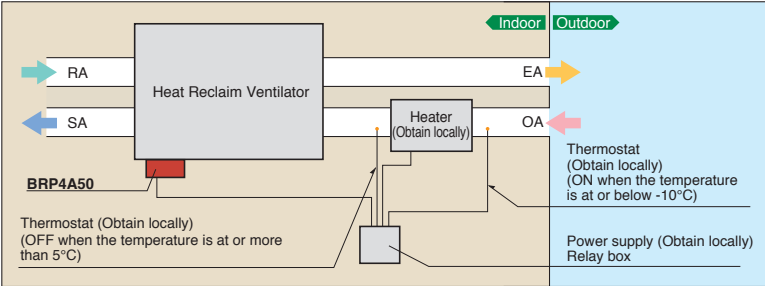 Indoor
Outdoor
RA
EA
Heat Reclaim Ventilator
SA
Heater
(Obtain locally)
OA
Thermostat
(Obtain locally)
(ON when the temperature
is at or below -10°C)
BRP4A50
Thermostat (Obtain locally)
(OFF when the temperature is at or more
than 5°C)
Power supply (Obtain locally)
Relay box